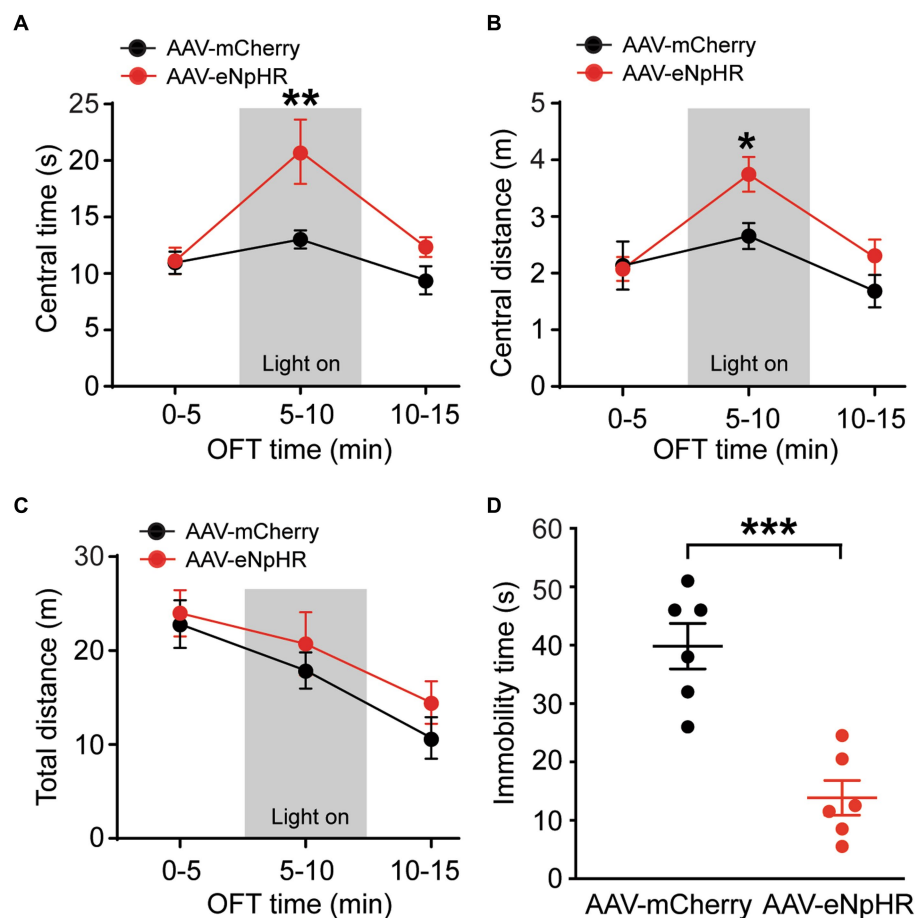 A
AAV-mCherry
AAV-eNpHR
Central time (s)
25
20
15
10
5
0
**
Light on
0-5 5-10 10-15
OFT time (min)
B
AAV-mCherry
AAV-eNpHR
Central distance (m)
5
4
3
2
1
0
*
Light on
0-5 5-10 10-15
OFT time (min)
C
AAV-mCherry
AAV-eNpHR
Total distance (m)
30
20
10
0
Light on
0-5 5-10 10-15
OFT time (min)
D
Immobility time (s)
60
50
40
30
20
10
0
***
AAV-mCherry AAV-eNpHR